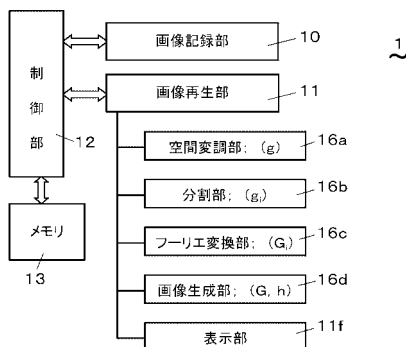 制御部
12
メモリ
13
画像記録部
10
画像再生部
11
空間変調部; (g)
16a
分割部; (gi)
16b
フーリエ変換部; (Gi)
16c
画像生成部; (G, h)
16d
表示部
11f
1